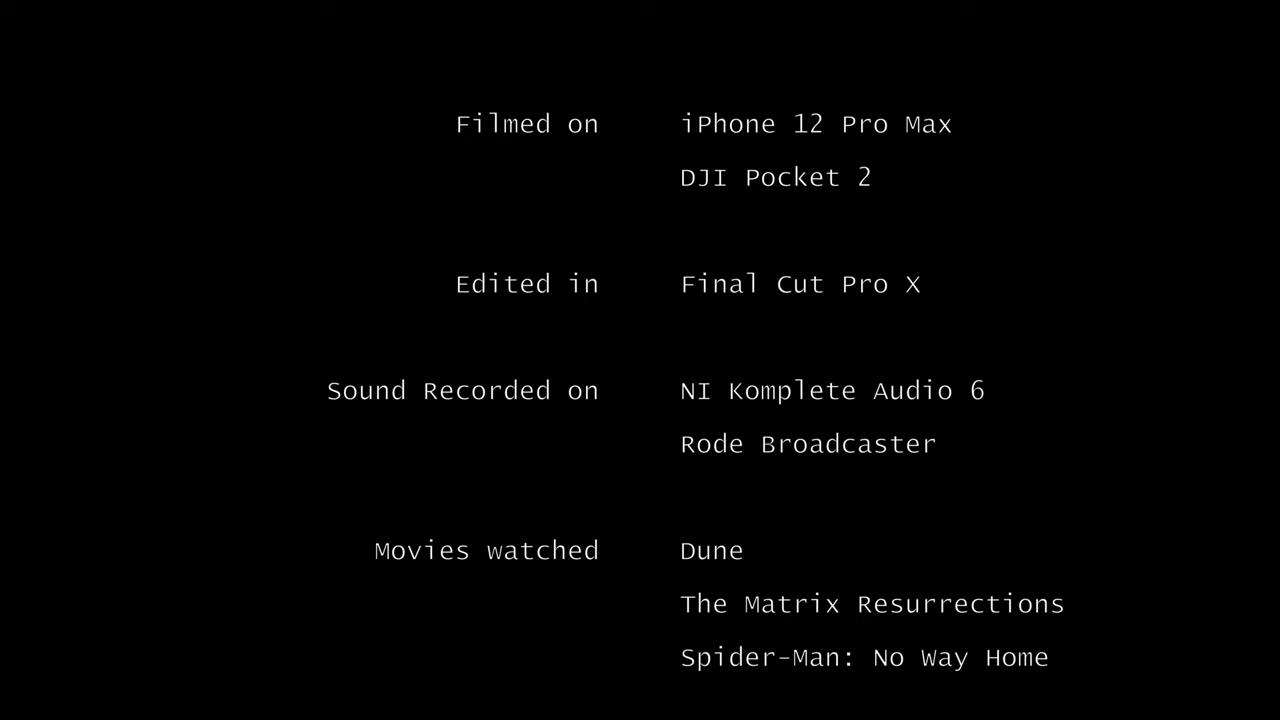 Filmed on iPhone 12 Pro Max
DJI Pocket 2
Edited in Final Cut Pro X
Sound Recorded on NI Komplete Audio 6
Rode Broadcaster
Movies watched Dune
The Matrix Resurrections
Spider-Man: No Way Home